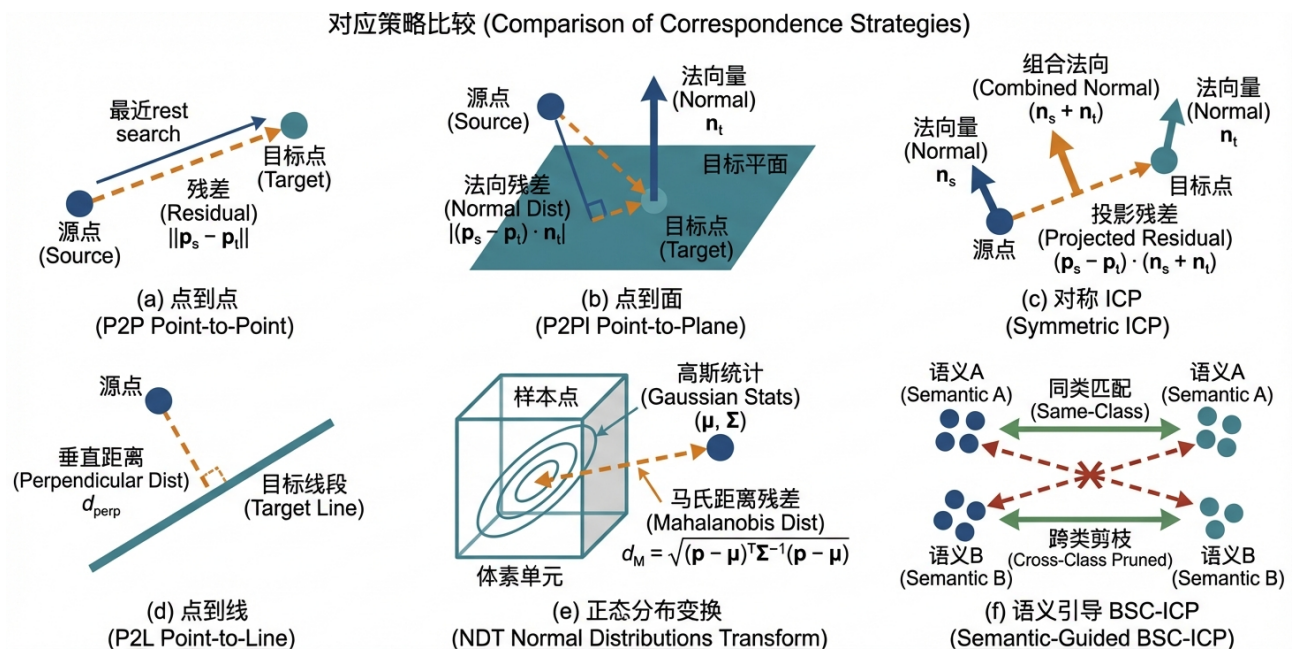 对应策略比较 (Comparison of Correspondence Strategies)
最近rest
search
目标点
(Target)
残差
(Residual)
||pₛ − pₜ||
源点
(Source)
(a) 点到点
(P2P Point-to-Point)
源点
(Source)
法向量
(Normal)
nₜ
目标平面
法向残差
(Normal Dist)
|(pₛ − pₜ) · nₜ|
目标点
(Target)
(b) 点到面
(P2Pl Point-to-Plane)
组合法向
(Combined Normal)
(nₛ + nₜ)
法向量
(Normal)
nₜ
法向量
(Normal)
nₛ
目标点
源点
投影残差
(Projected Residual)
(pₛ − pₜ) · (nₛ + nₜ)
(c) 对称 ICP
(Symmetric ICP)
源点
垂直距离
(Perpendicular Dist)
d_perp
目标线段
(Target Line)
(d) 点到线
(P2L Point-to-Line)
样本点
高斯统计
(Gaussian Stats)
(μ, Σ)
马氏距离残差
(Mahalanobis Dist)
d_M = √((p − μ)ᵀΣ⁻¹(p − μ))
体素单元
(e) 正态分布变换
(NDT Normal Distributions Transform)
语义A
(Semantic A)
同类匹配
(Same-Class)
语义A
(Semantic A)
语义B
(Semantic B)
跨类剪枝
(Cross-Class Pruned)
语义B
(Semantic B)
(f) 语义引导 BSC-ICP
(Semantic-Guided BSC-ICP)